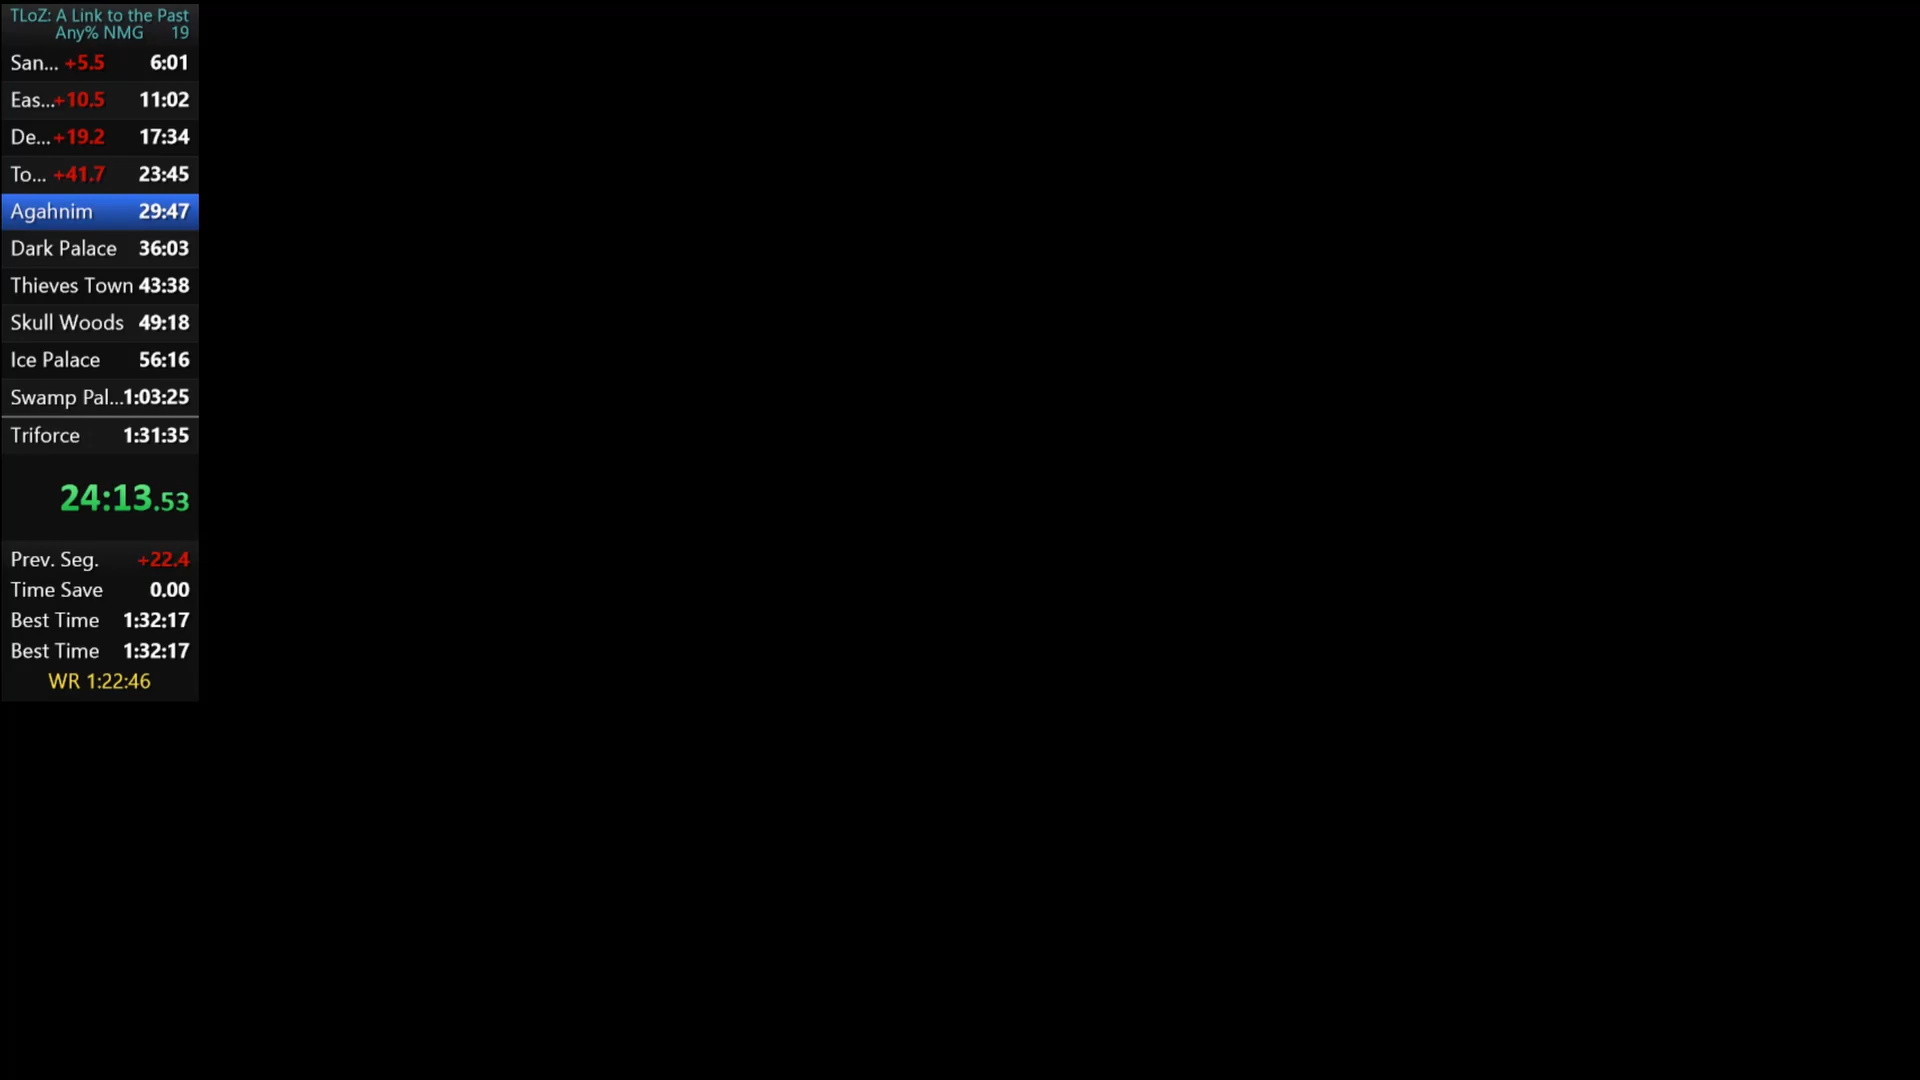 TLoZ: A Link to the Past
Any% NMG 19
San... +5.5 6:01
Eas...+10.5 11:02
De...+19.2 17:34
To... +41.7 23:45
Agahnim 29:47
Dark Palace 36:03
Thieves Town 43:38
Skull Woods 49:18
Ice Palace 56:16
Swamp Pal...1:03:25
Triforce 1:31:35
24:13.53
Prev. Seg. +22.4
Time Save 0.00
Best Time 1:32:17
Best Time 1:32:17
WR 1:22:46